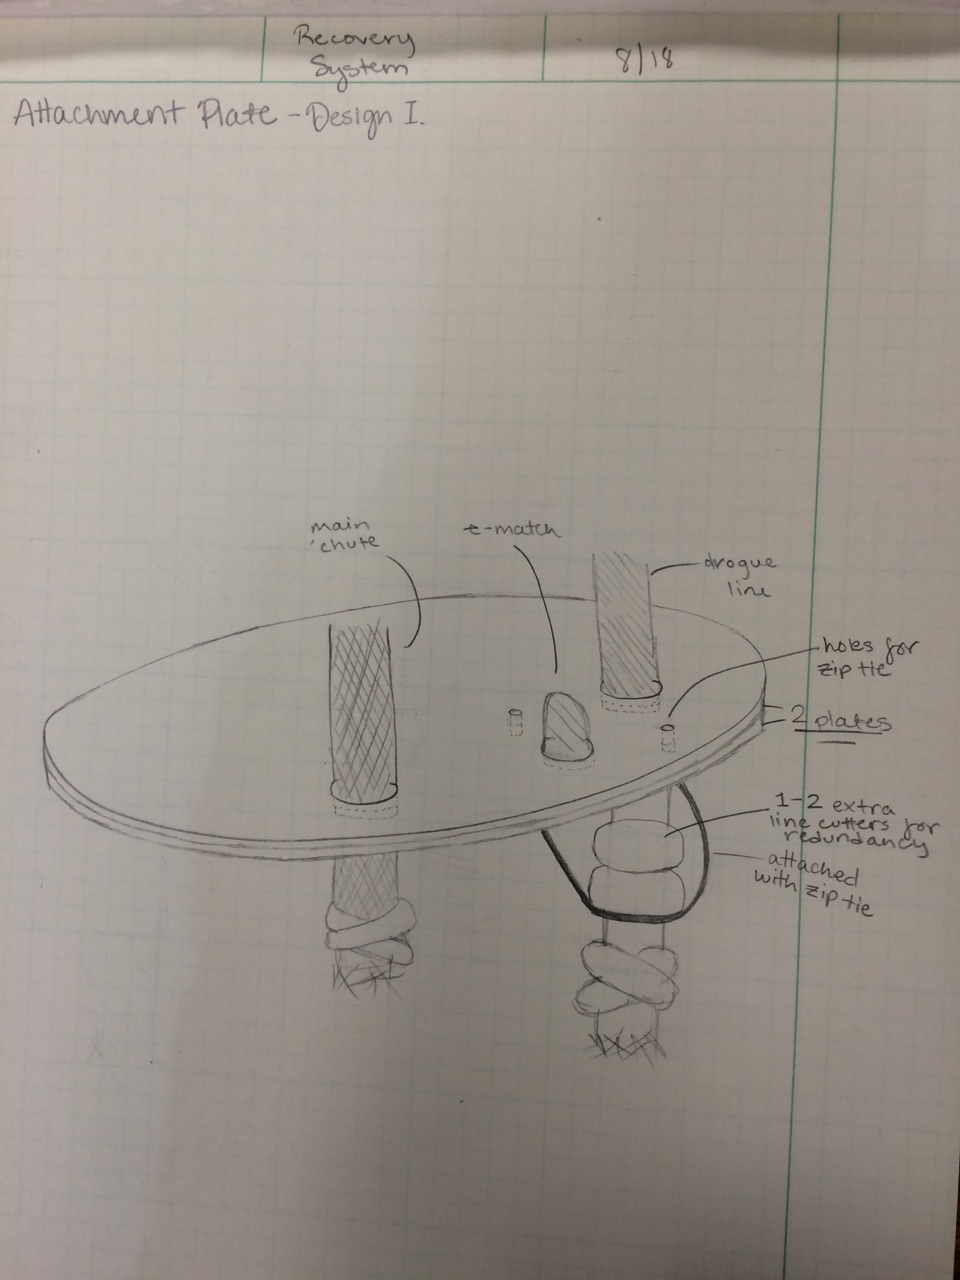 Recovery
System
8/18
Attachment Plate - Design I.
main
'chute
e-match
drogue
line
holes for
zip tie
2 plates
1-2 extra
line cutters for
redundancy
attached
with zip tie